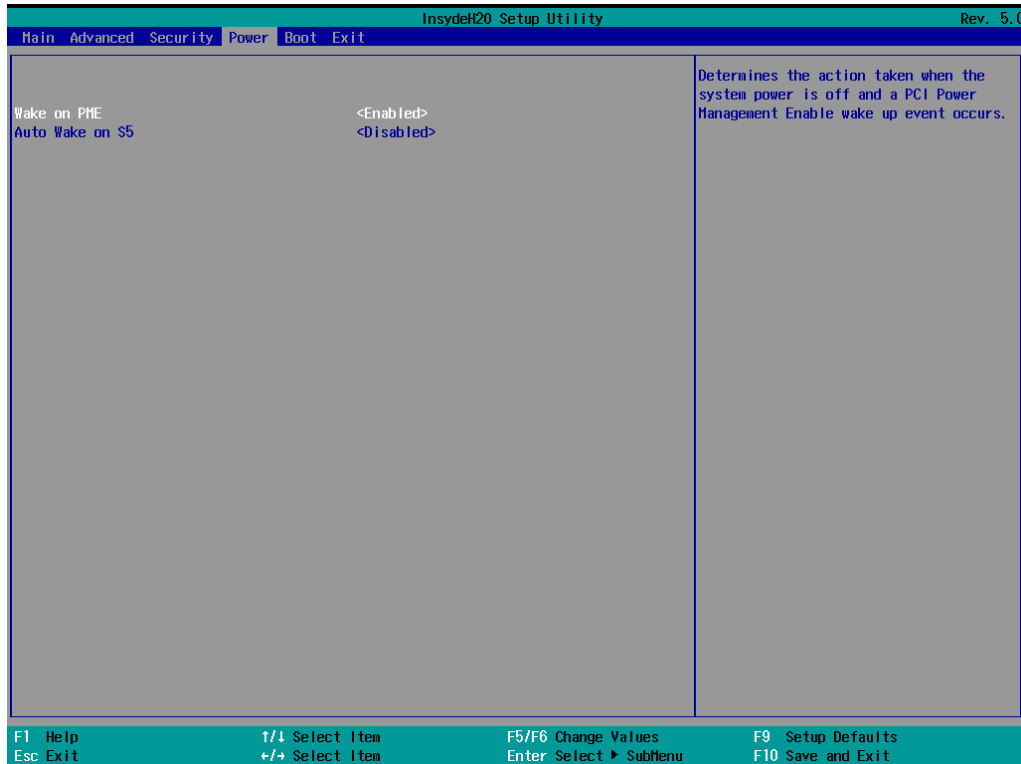 InsydeH20 Setup Utility Rev. 5.0
Main Advanced Security Power Boot Exit
Wake on PME <Enabled>
Auto Wake on S5 <Disabled>
Determines the action taken when the
system power is off and a PCI Power
Management Enable wake up event occurs.
F1 Help ↑/↓ Select Item F5/F6 Change Values F9 Setup Defaults
Esc Exit ←/→ Select Item Enter Select ▶ SubMenu F10 Save and Exit